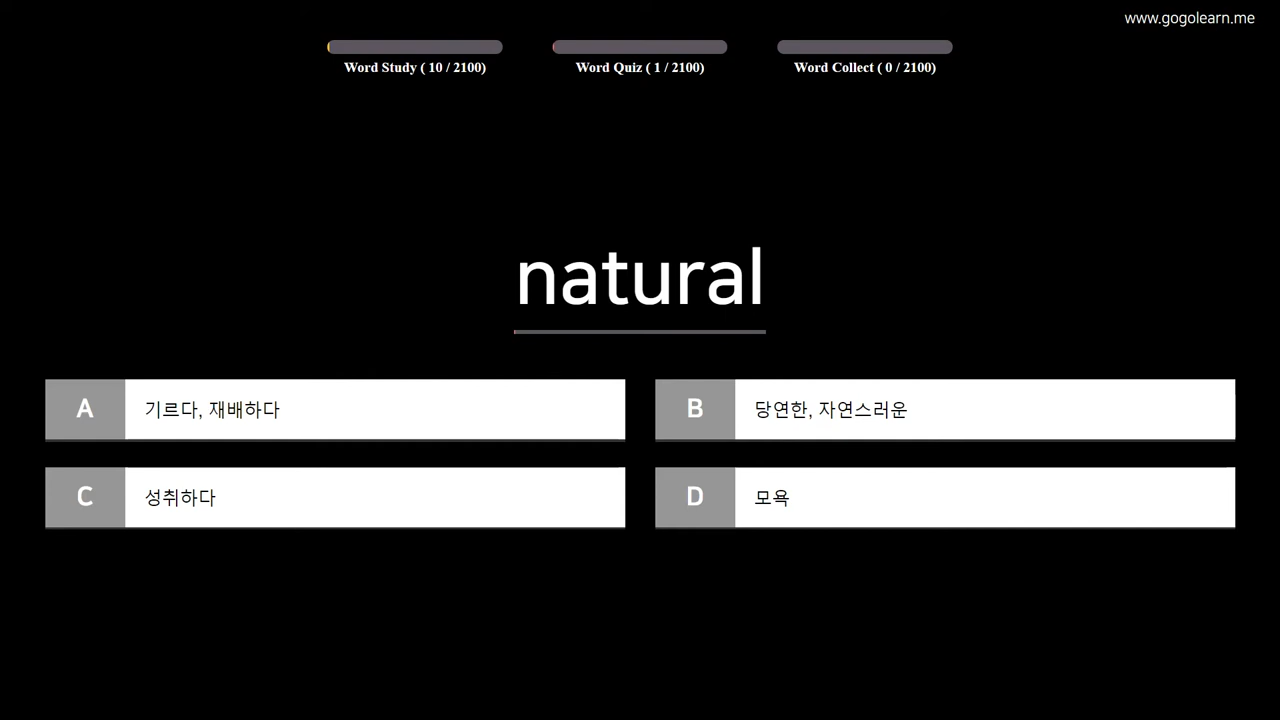 www.gogolearn.me
Word Study ( 10 / 2100)
Word Quiz ( 1 / 2100)
Word Collect ( 0 / 2100)
natural
A 기르다, 재배하다
B 당연한, 자연스러운
C 성취하다
D 모욕